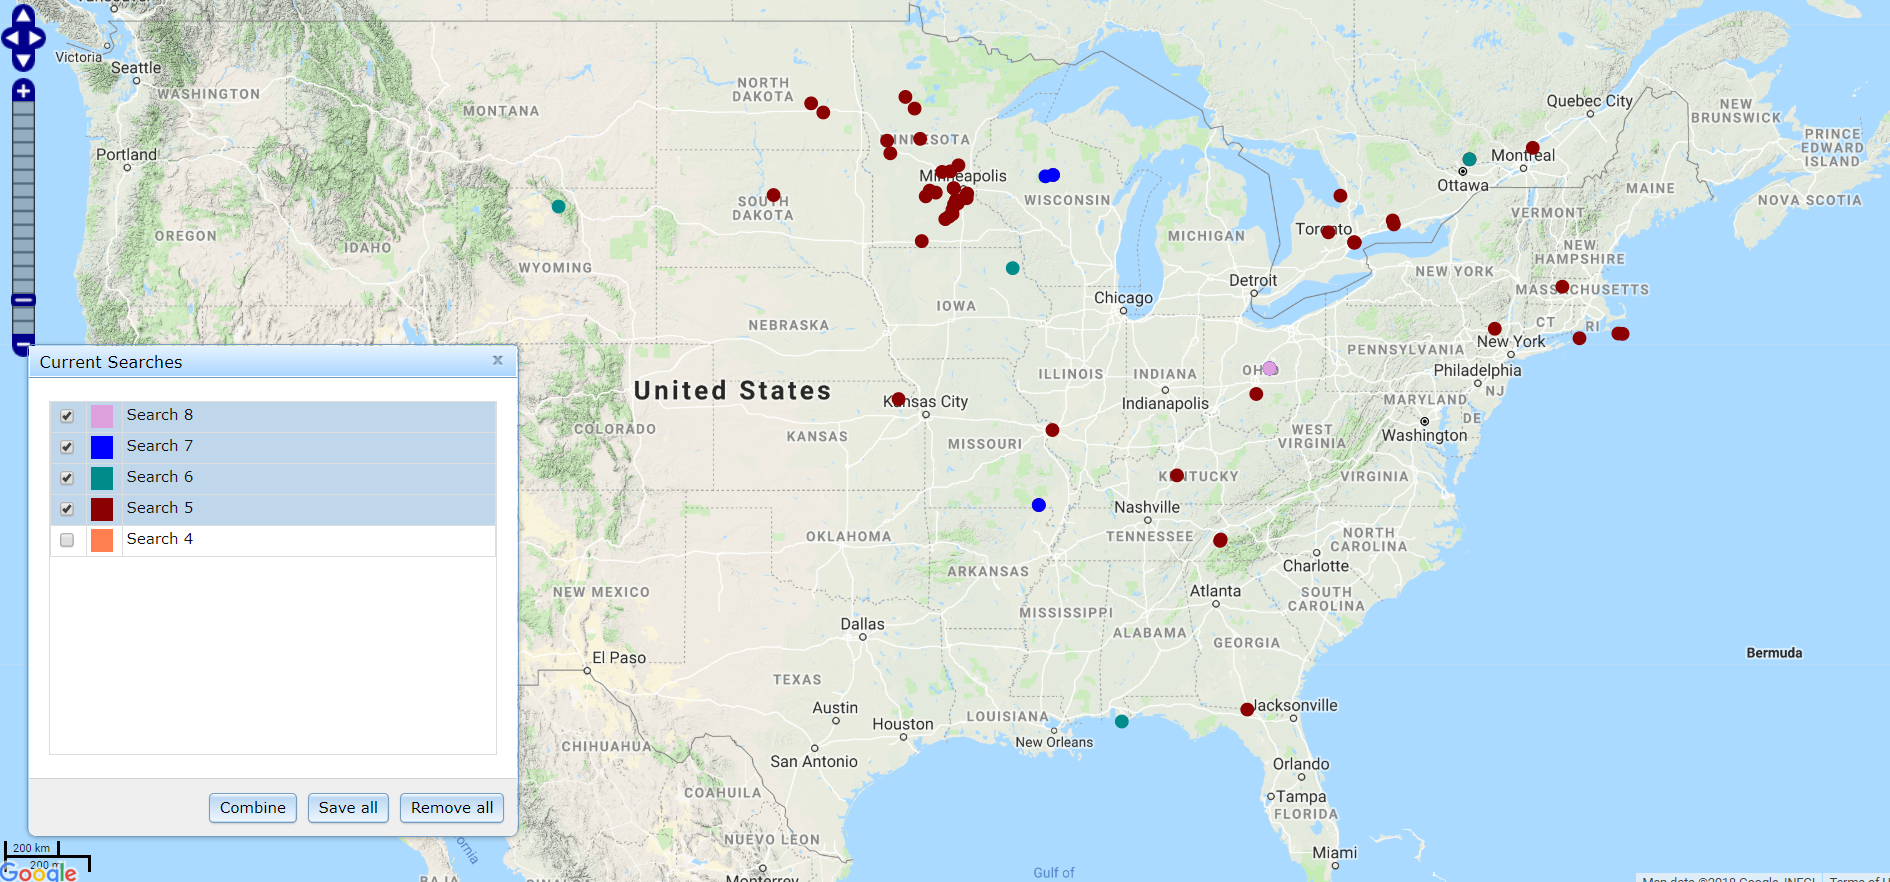 Victoria
Seattle
WASHINGTON
MONTANA
NORTH
DAKOTA
MINNESOTA
Quebec City
NEW
BRUNSWICK
PRINCE
EDWARD
ISLAND
Portland
Minneapolis
Montreal
Ottawa
MAINE
NOVA SCOTIA
SOUTH
DAKOTA
WISCONSIN
OREGON
IDAHO
WYOMING
MICHIGAN
Toronto
VERMONT
NEW
HAMPSHIRE
NEW YORK
Detroit
MASSACHUSETTS
Chicago
IOWA
NEBRASKA
CT
RI
New York
PENNSYLVANIA
Philadelphia
NJ
ILLINOIS
INDIANA
OHIO
Indianapolis
MARYLAND
DE
Washington
United States
Kansas City
COLORADO
KANSAS
MISSOURI
WEST
VIRGINIA
KENTUCKY
VIRGINIA
Nashville
OKLAHOMA
TENNESSEE
NORTH
CAROLINA
Charlotte
ARKANSAS
NEW MEXICO
Atlanta
SOUTH
CAROLINA
MISSISSIPPI
Dallas
ALABAMA
GEORGIA
El Paso
Bermuda
TEXAS
Austin
Houston
LOUISIANA
Jacksonville
New Orleans
San Antonio
CHIHUAHUA
Orlando
Tampa
FLORIDA
COAHUILA
NUEVO LEON
Miami
Monterrey
Gulf of
Current Searches
x
Search 8
Search 7
Search 6
Search 5
Search 4
Combine
Save all
Remove all
200 km
200 m
Google
Map data ©2018 Google, INEGI
Terms of U